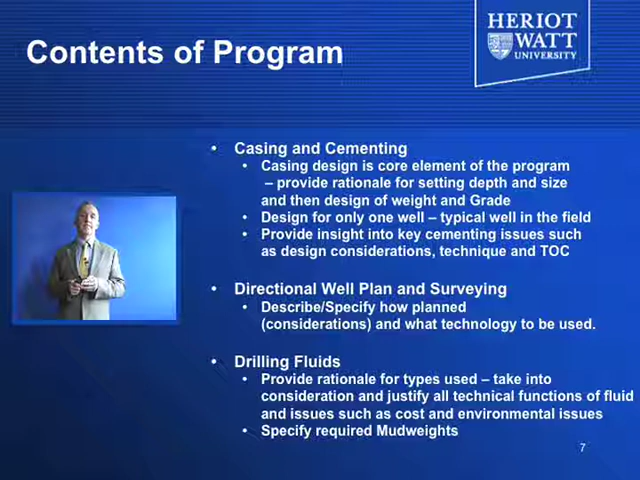 HERIOT
WATT
UNIVERSITY
Contents of Program
• Casing and Cementing
• Casing design is core element of the program
– provide rationale for setting depth and size
and then design of weight and Grade
• Design for only one well – typical well in the field
• Provide insight into key cementing issues such
as design considerations, technique and TOC
• Directional Well Plan and Surveying
• Describe/Specify how planned
(considerations) and what technology to be used.
• Drilling Fluids
• Provide rationale for types used – take into
consideration and justify all technical functions of fluid
and issues such as cost and environmental issues
• Specify required Mudweights
7